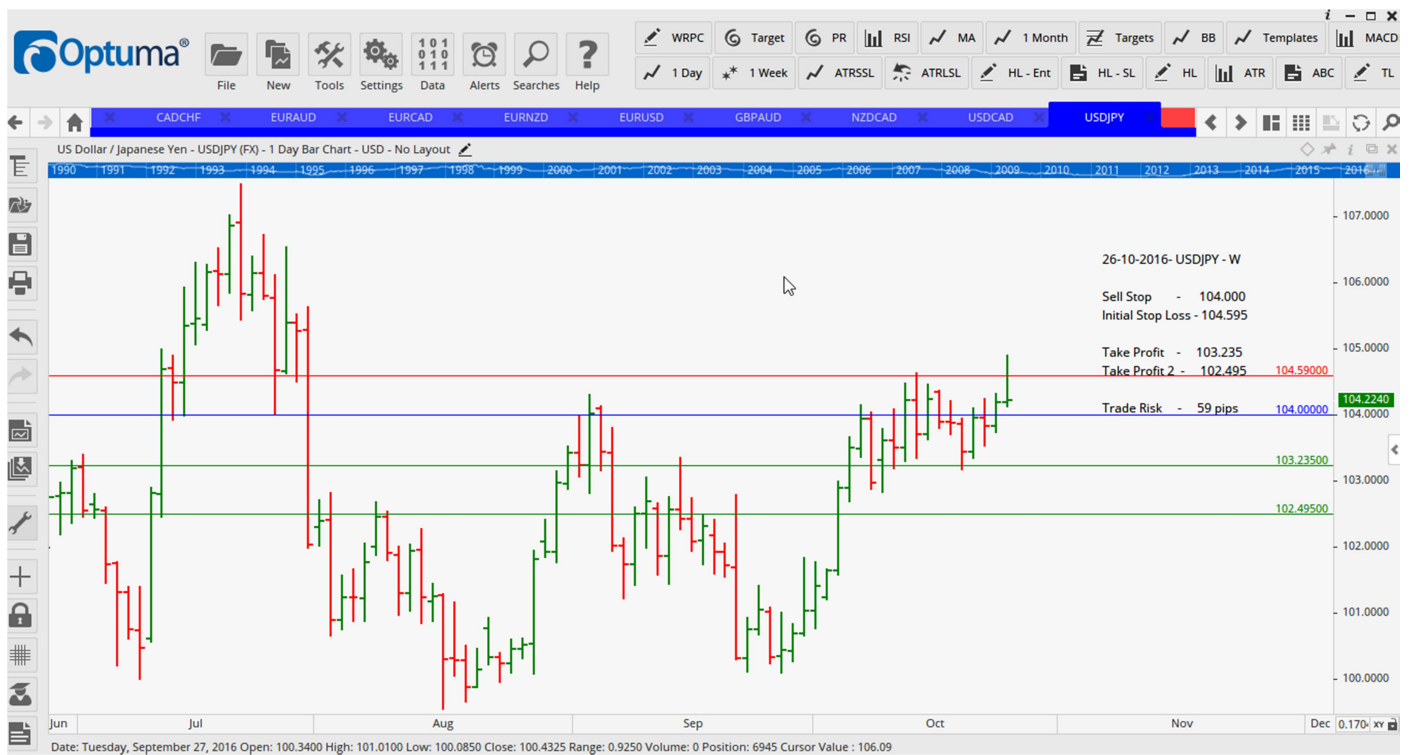 Optuma®
File New Tools Settings Data Alerts Searches Help
WRPC Target PR RSI MA 1 Month Targets BB Templates MACD
1 Day 1 Week ATRSSL ATRLSL HL - Ent HL - SL HL ATR ABC TL
CADCHF EURAUD EURCAD EURNZD EURUSD GBPAUD NZDCAD USDCAD USDJPY
US Dollar / Japanese Yen - USDJPY (FX) - 1 Day Bar Chart - USD - No Layout
1990 1991 1992 1993 1994 1995 1996 1997 1998 1999 2000 2001 2002 2003 2004 2005 2006 2007 2008 2009 2010 2011 2012 2013 2014 2015 2016
107.0000
26-10-2016- USDJPY - W
106.0000
Sell Stop - 104.000
Initial Stop Loss - 104.595
105.0000
Take Profit - 103.235
Take Profit 2 - 102.495
104.59000
104.2240
Trade Risk - 59 pips
104.00000
104.0000
103.23500
103.0000
102.49500
102.0000
101.0000
100.0000
Jun Jul Aug Sep Oct Nov Dec 0.170 XY
Date: Tuesday, September 27, 2016 Open: 100.3400 High: 101.0100 Low: 100.0850 Close: 100.4325 Range: 0.9250 Volume: 0 Position: 6945 Cursor Value : 106.09